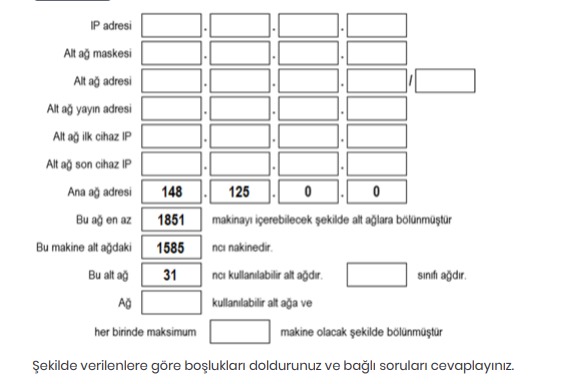 IP adresi . . .
Alt ağ maskesi . . .
Alt ağ adresi . . . /
Alt ağ yayın adresi . . .
Alt ağ ilk cihaz IP . . .
Alt ağ son cihaz IP . . .
Ana ağ adresi 148 . 125 . 0 . 0
Bu ağ en az 1851 makinayı içerebilecek şekilde alt ağlara bölünmüştür
Bu makine alt ağdaki 1585 ncı nakinedir.
Bu alt ağ 31 ncı kullanılabilir alt ağdır. sınıfı ağdır.
Ağ kullanılabilir alt ağa ve
her birinde maksimum makine olacak şekilde bölünmüştür
Şekilde verilenlere göre boşlukları doldurunuz ve bağlı soruları cevaplayınız.